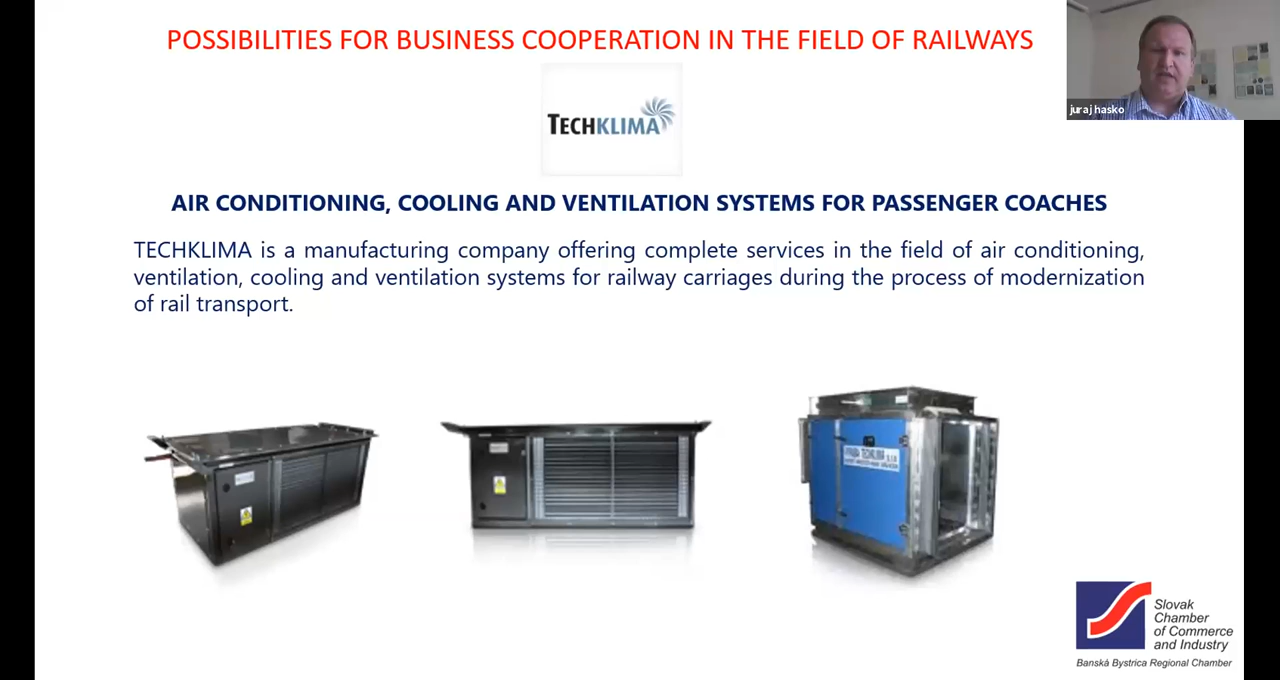 POSSIBILITIES FOR BUSINESS COOPERATION IN THE FIELD OF RAILWAYS
juraj hasko
TECHKLIMA
AIR CONDITIONING, COOLING AND VENTILATION SYSTEMS FOR PASSENGER COACHES
TECHKLIMA is a manufacturing company offering complete services in the field of air conditioning,
ventilation, cooling and ventilation systems for railway carriages during the process of modernization
of rail transport.
TECHKLIMA s.r.o
Slovak
Chamber
of Commerce
and Industry
Banská Bystrica Regional Chamber